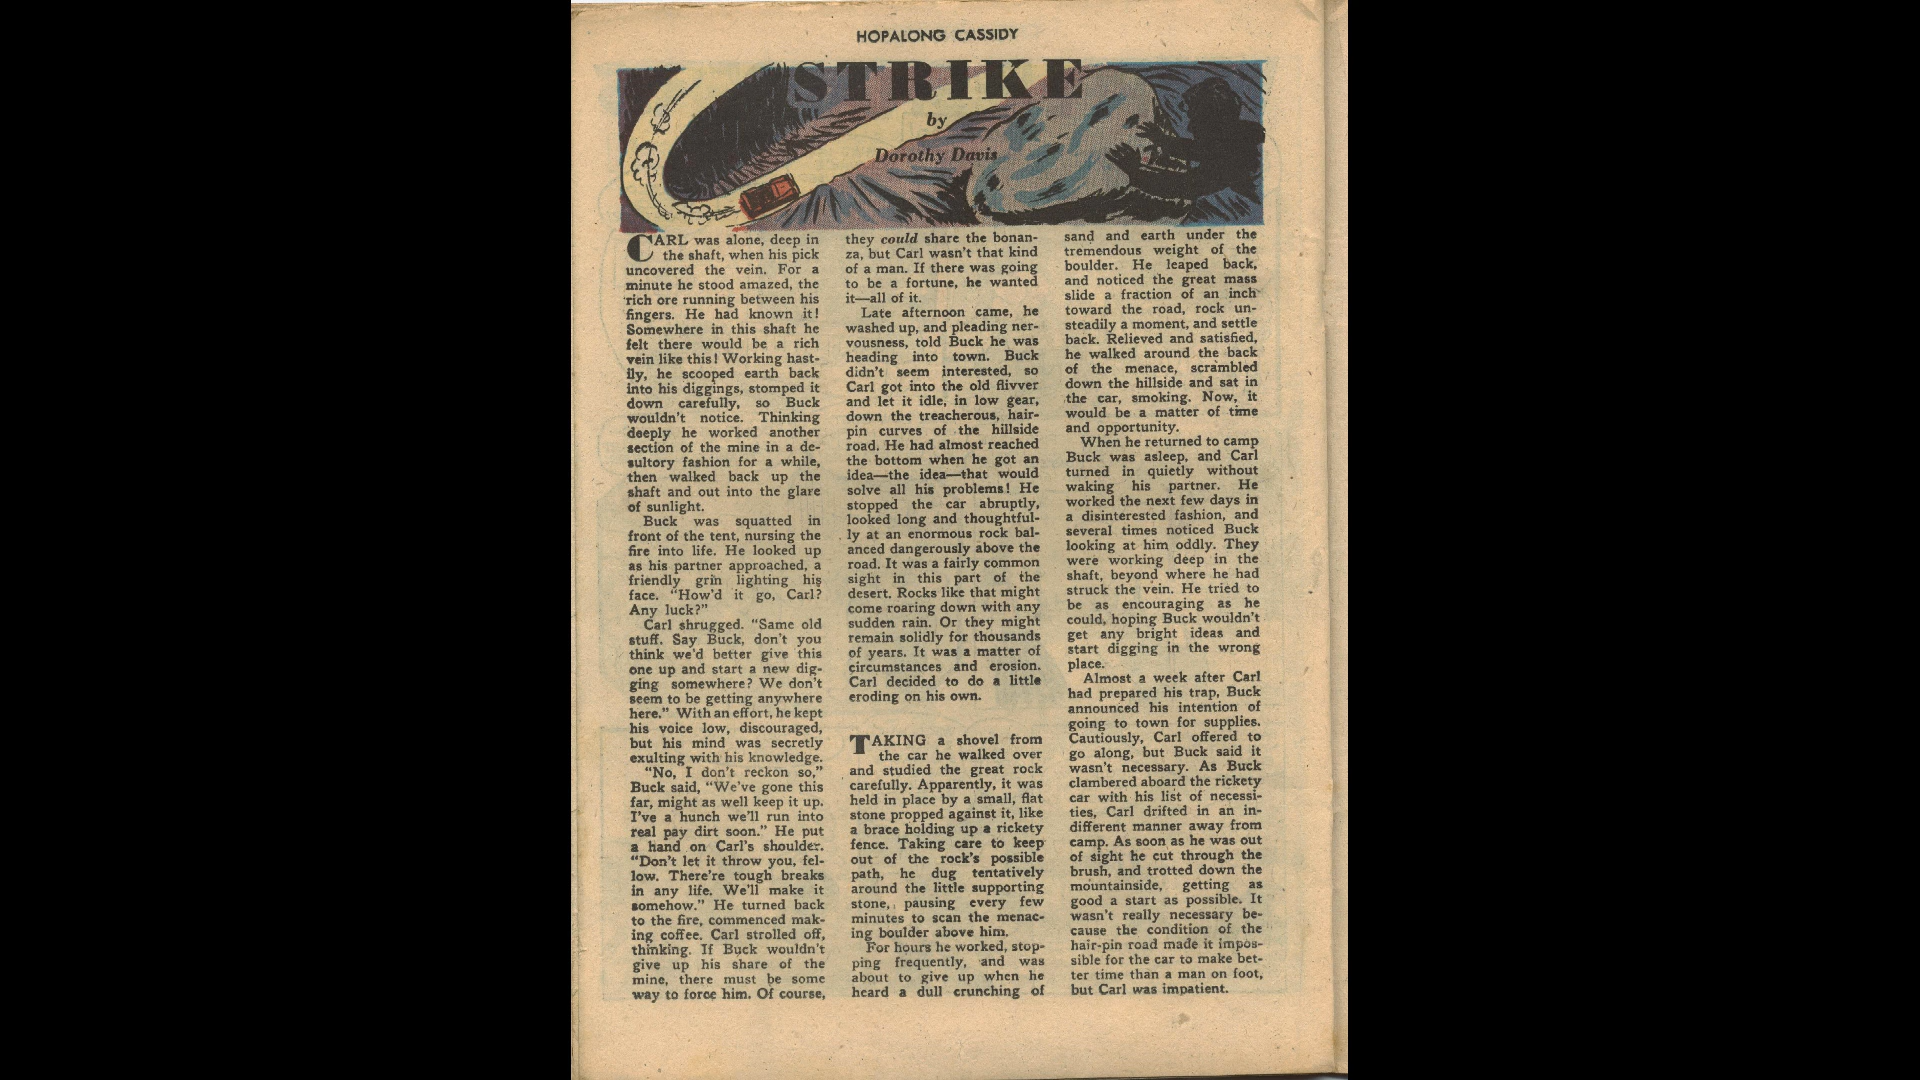 HOPALONG CASSIDY
STRIKE
by
Dorothy Davis
CARL was alone, deep in
the shaft, when his pick
uncovered the vein. For a
minute he stood amazed, the
rich ore running between his
fingers. He had known it!
Somewhere in this shaft he
felt there would be a rich
vein like this! Working hast-
ily, he scooped earth back
into his diggings, stomped it
down carefully, so Buck
wouldn't notice. Thinking
deeply he worked another
section of the mine in a de-
sultory fashion for a while,
then walked back up the
shaft and out into the glare
of sunlight.
Buck was squatted in
front of the tent, nursing the
fire into life. He looked up
as his partner approached, a
friendly grin lighting his
face. "How'd it go, Carl?
Any luck?"
Carl shrugged. "Same old
stuff. Say Buck, don't you
think we'd better give this
one up and start a new dig-
ging somewhere? We don't
seem to be getting anywhere
here." With an effort, he kept
his voice low, discouraged,
but his mind was secretly
exulting with his knowledge.
"No, I don't reckon so,"
Buck said, "We've gone this
far, might as well keep it up.
I've a hunch we'll run into
real pay dirt soon." He put
a hand on Carl's shoulder.
"Don't let it throw you, fel-
low. There're tough breaks
in any life. We'll make it
somehow." He turned back
to the fire, commenced mak-
ing coffee. Carl strolled off,
thinking. If Buck wouldn't
give up his share of the
mine, there must be some
way to force him. Of course,
they could share the bonan-
za, but Carl wasn't that kind
of a man. If there was going
to be a fortune, he wanted
it—all of it.
Late afternoon came, he
washed up, and pleading ner-
vousness, told Buck he was
heading into town. Buck
didn't seem interested, so
Carl got into the old flivver
and let it idle, in low gear,
down the treacherous, hair-
pin curves of the hillside
road. He had almost reached
the bottom when he got an
idea—the idea—that would
solve all his problems! He
stopped the car abruptly,
looked long and thoughtful-
ly at an enormous rock bal-
anced dangerously above the
road. It was a fairly common
sight in this part of the
desert. Rocks like that might
come roaring down with any
sudden rain. Or they might
remain solidly for thousands
of years. It was a matter of
circumstances and erosion.
Carl decided to do a little
eroding on his own.
TAKING a shovel from
the car he walked over
and studied the great rock
carefully. Apparently, it was
held in place by a small, flat
stone propped against it, like
a brace holding up a rickety
fence. Taking care to keep
out of the rock's possible
path, he dug tentatively
around the little supporting
stone, pausing every few
minutes to scan the menac-
ing boulder above him.
For hours he worked, stop-
ping frequently, and was
about to give up when he
heard a dull crunching of
sand and earth under the
tremendous weight of the
boulder. He leaped back,
and noticed the great mass
slide a fraction of an inch
toward the road, rock un-
steadily a moment, and settle
back. Relieved and satisfied,
he walked around the back
of the menace, scrambled
down the hillside and sat in
the car, smoking. Now, it
would be a matter of time
and opportunity.
When he returned to camp
Buck was asleep, and Carl
turned in quietly without
waking his partner. He
worked the next few days in
a disinterested fashion, and
several times noticed Buck
looking at him oddly. They
were working deep in the
shaft, beyond where he had
struck the vein. He tried to
be as encouraging as he
could, hoping Buck wouldn't
get any bright ideas and
start digging in the wrong
place.
Almost a week after Carl
had prepared his trap, Buck
announced his intention of
going to town for supplies.
Cautiously, Carl offered to
go along, but Buck said it
wasn't necessary. As Buck
clambered aboard the rickety
car with his list of necessi-
ties, Carl drifted in an in-
different manner away from
camp. As soon as he was out
of sight he cut through the
brush, and trotted down the
mountainside, getting as
good a start as possible. It
wasn't really necessary be-
cause the condition of the
hair-pin road made it impos-
sible for the car to make bet-
ter time than a man on foot,
but Carl was impatient.